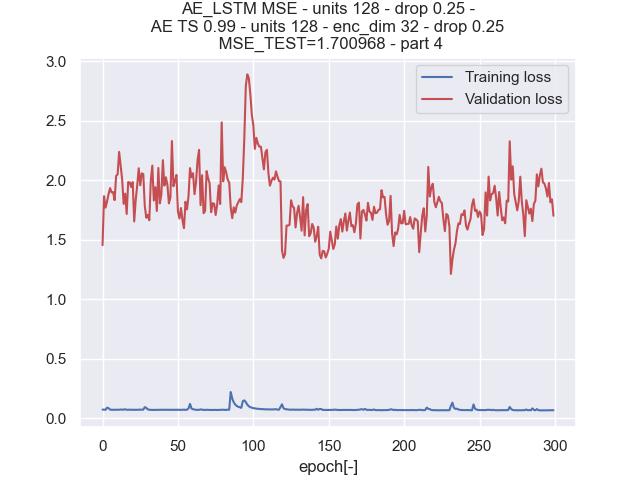 AE_LSTM MSE - units 128 - drop 0.25 -
AE TS 0.99 - units 128 - enc_dim 32 - drop 0.25
MSE_TEST=1.700968 - part 4
Training loss
Validation loss
3.0
2.5
2.0
1.5
1.0
0.5
0.0
0 50 100 150 200 250 300
epoch[-]